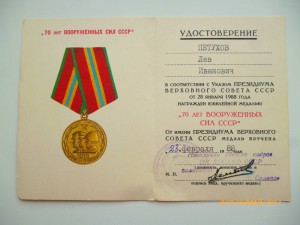 "70 лет ВООРУЖЕННЫХ СИЛ СССР"
УДОСТОВЕРЕНИЕ
ПЕТУХОВ
Лев
Иванович
В СООТВЕТСТВИИ с Указом ПРЕЗИДИУМА
ВЕРХОВНОГО СОВЕТА СССР
ОТ 28 ЯНВАРЯ 1988 ГОДА
НАГРАЖДЕН ЮБИЛЕЙНОЙ МЕДАЛЬЮ
„70 ЛЕТ ВООРУЖЕННЫХ
СИЛ СССР"
От имени ПРЕЗИДИУМА ВЕРХОВНОГО
СОВЕТА СССР МЕДАЛЬ ВРУЧЕНА
23 февраля 1988 года
М. П.